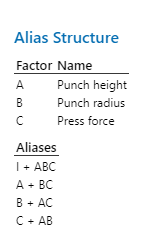 Alias Structure
Factor Name
A Punch height
B Punch radius
C Press force
Aliases
I + ABC
A + BC
B + AC
C + AB